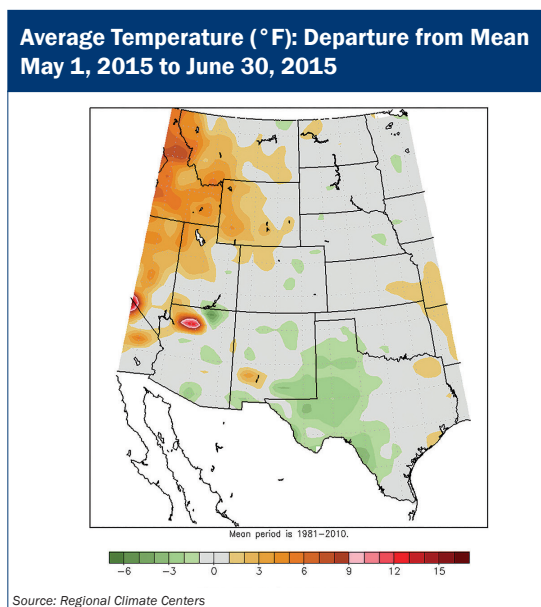 Average Temperature (°F): Departure from Mean
May 1, 2015 to June 30, 2015
Mean period is 1981–2010.
−6 −3 0 3 6 9 12 15
Source: Regional Climate Centers